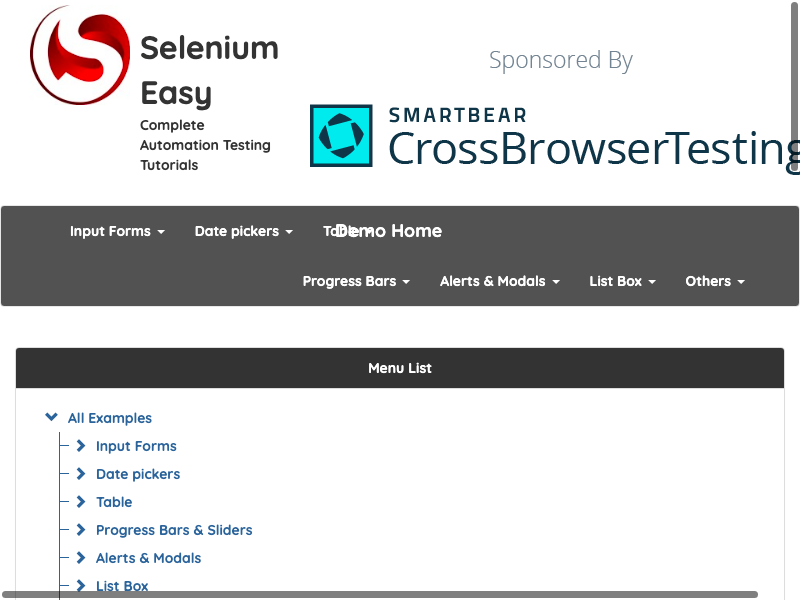 Selenium
Easy
Complete
Automation Testing
Tutorials
Sponsored By
SMARTBEAR
CrossBrowserTesting
Input Forms
Date pickers
Table
Demo Home
Progress Bars
Alerts & Modals
List Box
Others
Menu List
All Examples
Input Forms
Date pickers
Table
Progress Bars & Sliders
Alerts & Modals
List Box